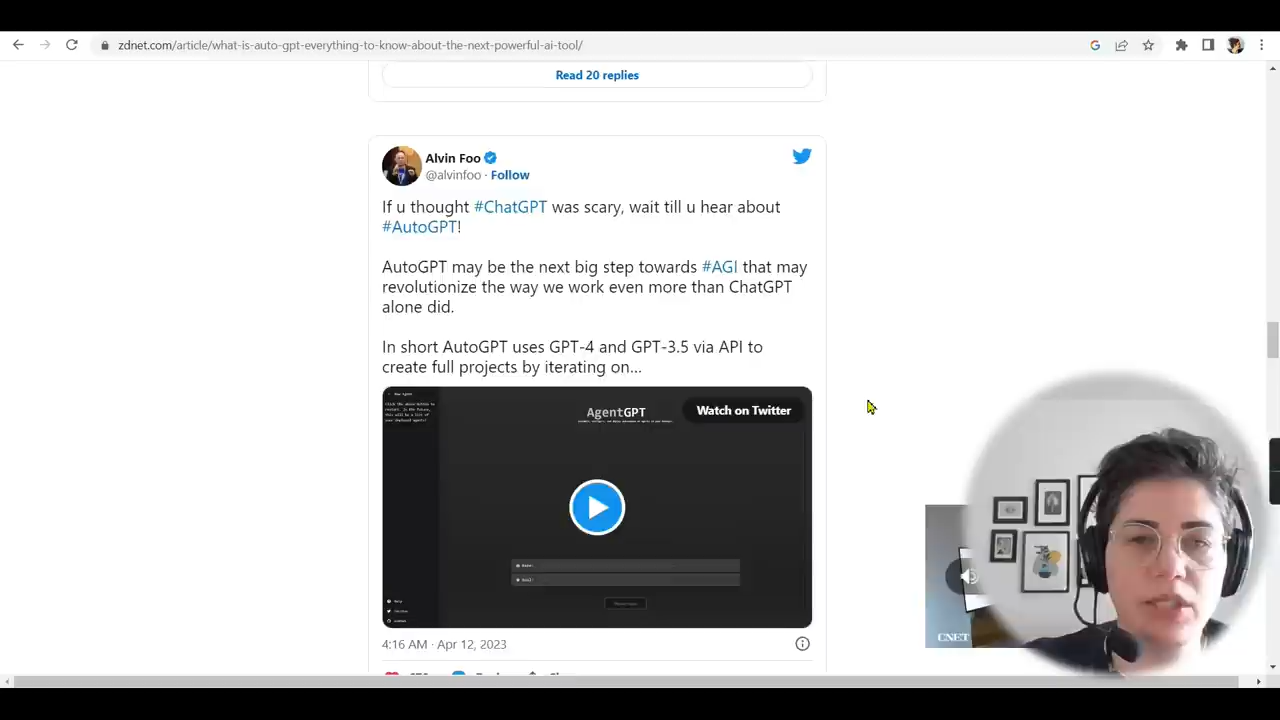 zdnet.com/article/what-is-auto-gpt-everything-to-know-about-the-next-powerful-ai-tool/
Read 20 replies
Alvin Foo
@alvinfoo · Follow
If u thought #ChatGPT was scary, wait till u hear about
#AutoGPT!
AutoGPT may be the next big step towards #AGI that may
revolutionize the way we work even more than ChatGPT
alone did.
In short AutoGPT uses GPT-4 and GPT-3.5 via API to
create full projects by iterating on...
AgentGPT
Watch on Twitter
4:16 AM · Apr 12, 2023
CNET